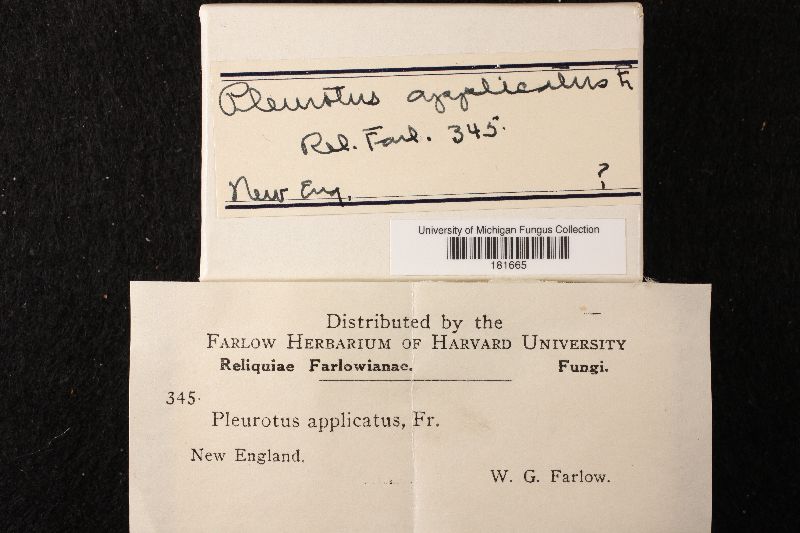 Pleurotus applicatus Fr
Rel. Farl. 345.
New Eng. ?
University of Michigan Fungus Collection
181665
Distributed by the
FARLOW HERBARIUM OF HARVARD UNIVERSITY
Reliquiae Farlowianae. Fungi.
345.
Pleurotus applicatus, Fr.
New England.
W. G. Farlow.